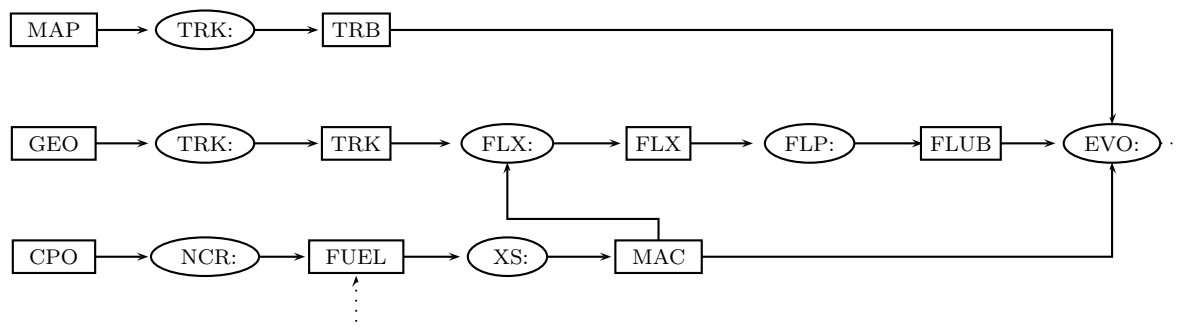 MAP TRK: TRB
GEO TRK: TRK FLX: FLX FLP: FLUB EVO:
CPO NCR: FUEL XS: MAC